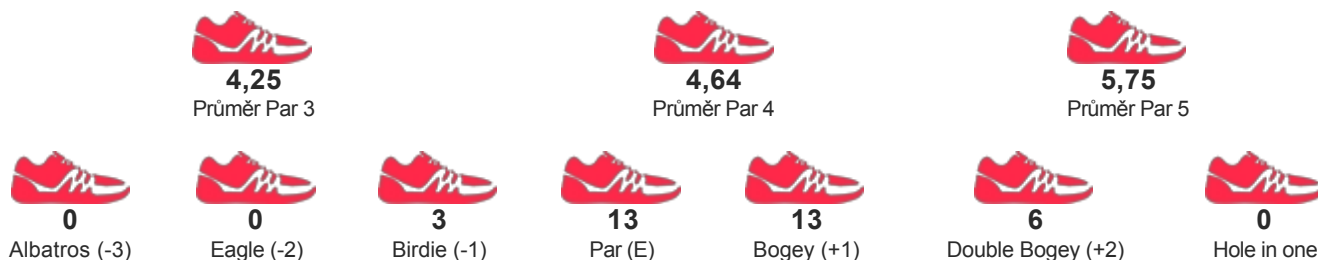 4,25 4,64 5,75
Průměr Par 3 Průměr Par 4 Průměr Par 5
0 0 3 13 13 6 0
Albatros (-3) Eagle (-2) Birdie (-1) Par (E) Bogey (+1) Double Bogey (+2) Hole in one